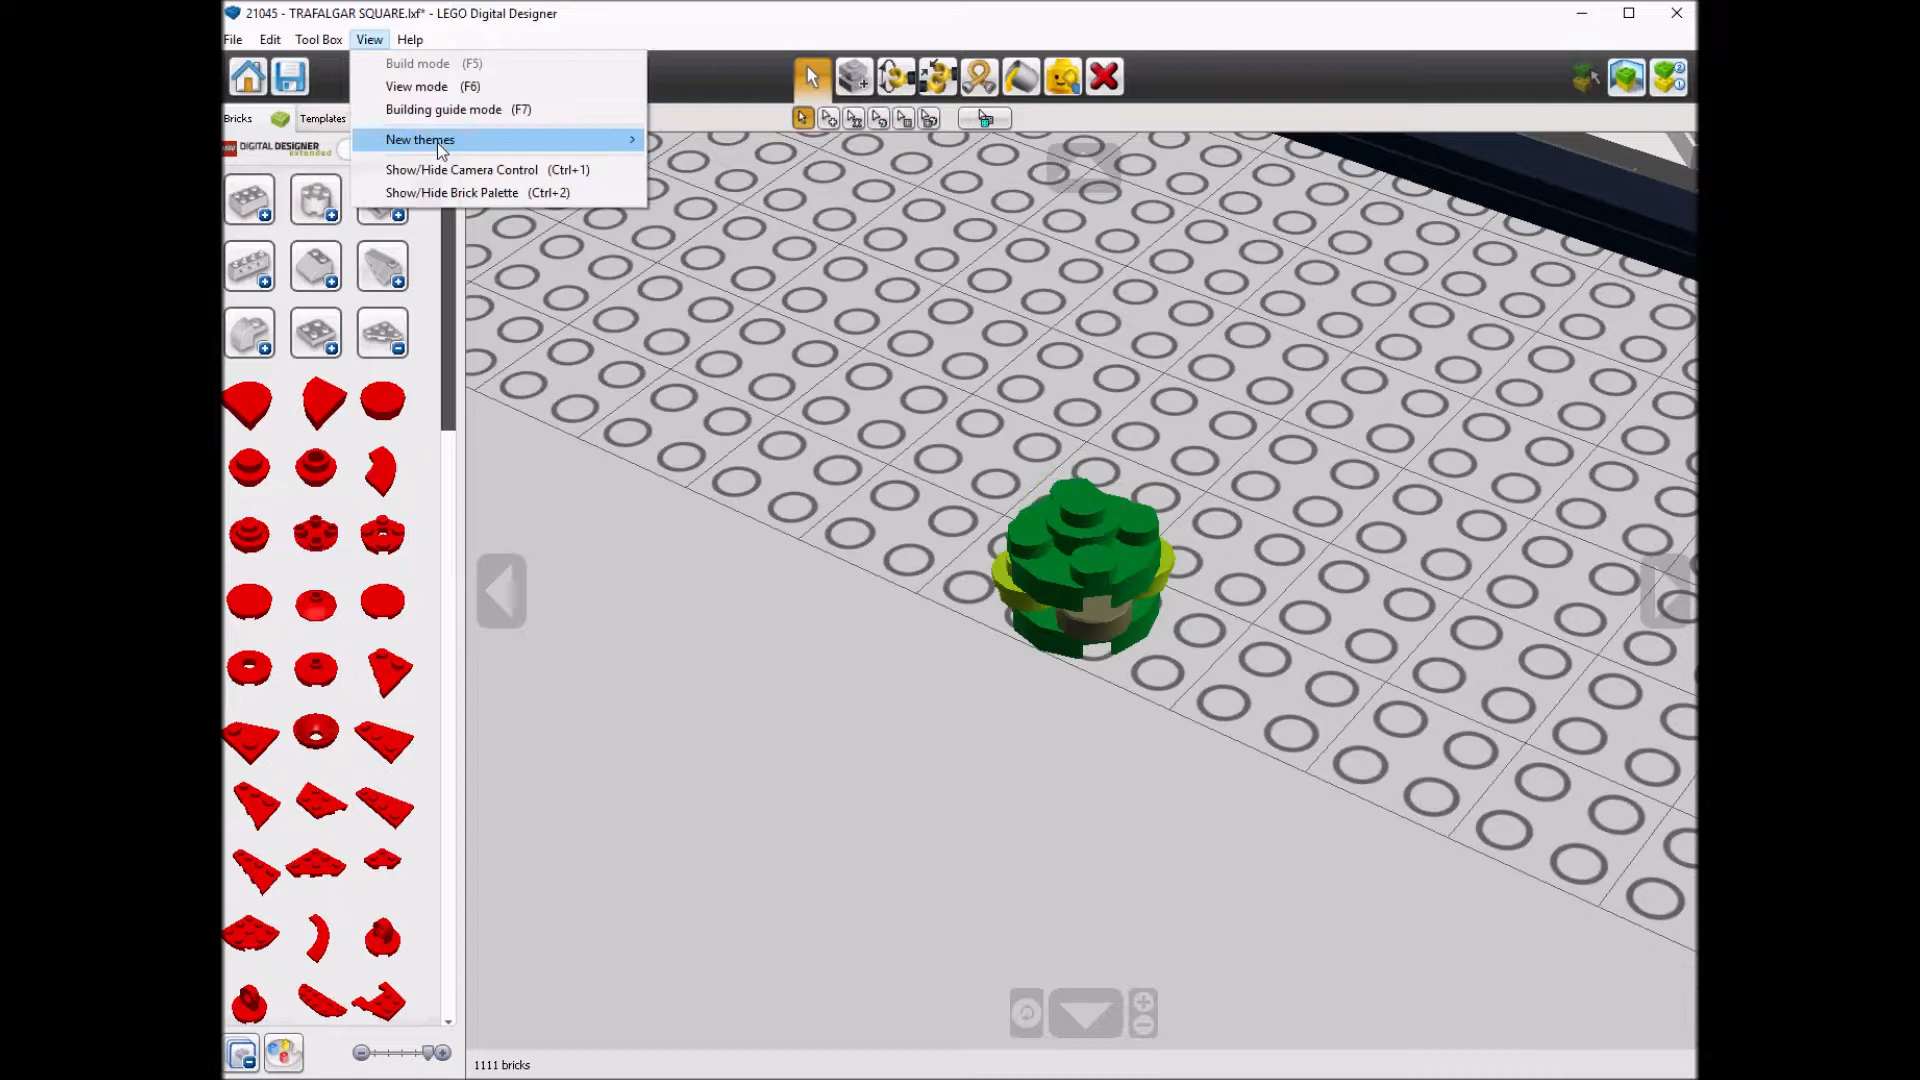 21045 - TRAFALGAR SQUARE.lxf* - LEGO Digital Designer
File Edit Tool Box View Help
Build mode (F5)
View mode (F6)
Building guide mode (F7)
New themes
Show/Hide Camera Control (Ctrl+1)
Show/Hide Brick Palette (Ctrl+2)
Bricks Templates
DIGITAL DESIGNER
extended
1111 bricks